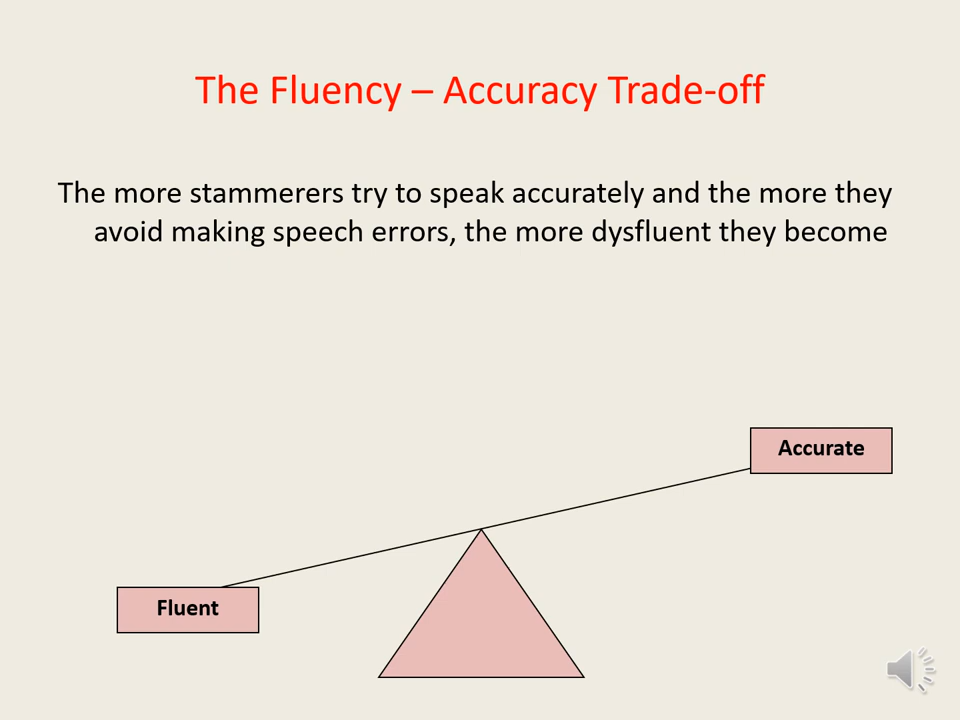 The Fluency – Accuracy Trade-off
The more stammerers try to speak accurately and the more they
avoid making speech errors, the more dysfluent they become
Accurate
Fluent